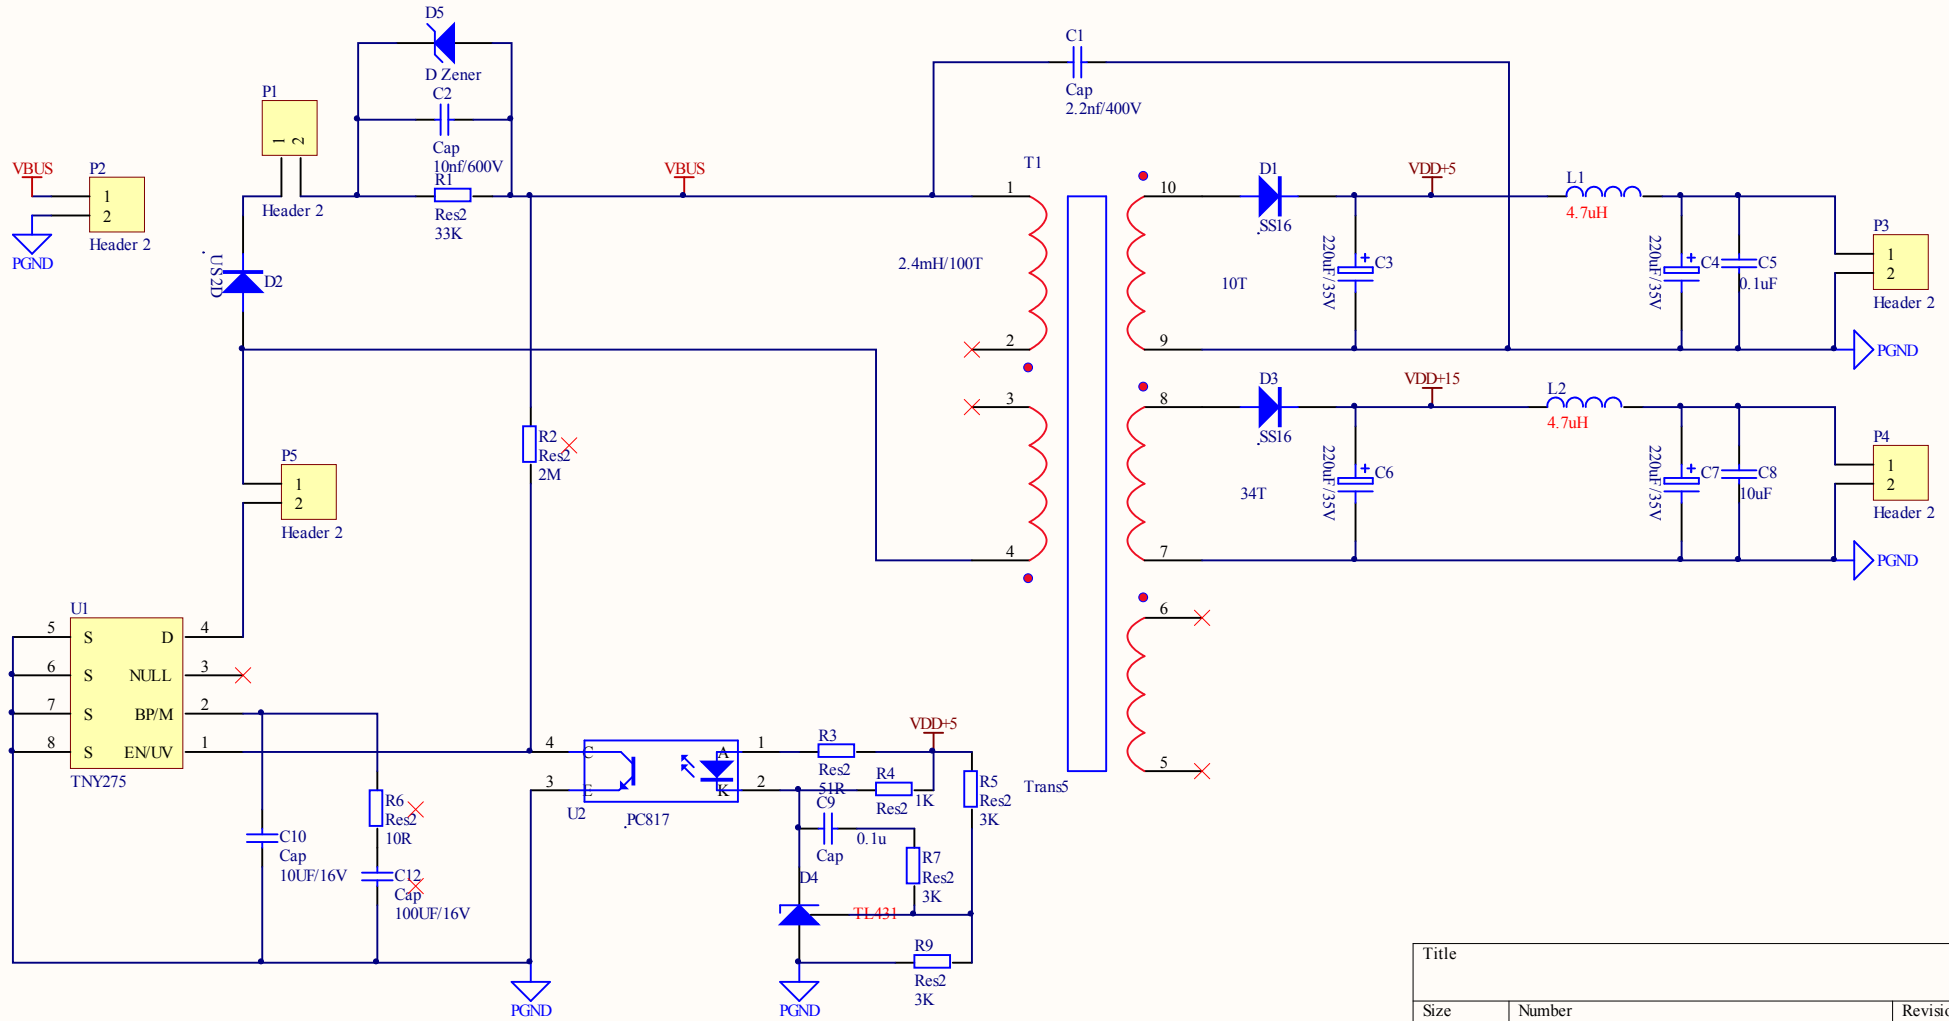 D5
D Zener
C2
Cap
10nf/600V
R1
Res2
33K
P1
1
2
Header 2
VBUS
P2
1
2
Header 2
PGND
.US2D
D2
VBUS
C1
Cap
2.2nf/400V
T1
1
2
3
4
2.4mH/100T
10
9
8
7
6
5
10T
34T
Trans5
D1
.SS16
VDD+5
L1
4.7uH
220uF/35V
+
C3
220uF/35V
+
C4
C5
0.1uF
P3
1
2
Header 2
PGND
D3
.SS16
VDD+15
L2
4.7uH
220uF/35V
+
C6
220uF/35V
+
C7
C8
10uF
P4
1
2
Header 2
PGND
R2
Res2
2M
P5
1
2
Header 2
U1
5
S
D
4
6
S
NULL
3
7
S
BP/M
2
8
S
EN/UV
1
TNY275
C10
Cap
10UF/16V
R6
Res2
10R
C12
Cap
100UF/16V
4
C
A
1
3
E
K
2
U2
.PC817
PGND
VDD+5
R3
Res2
51R
R4
1K
Res2
R5
Res2
3K
C9
0.1u
Cap
R7
Res2
3K
D4
TL431
R9
Res2
3K
PGND
Title
Size
Number
Revisio